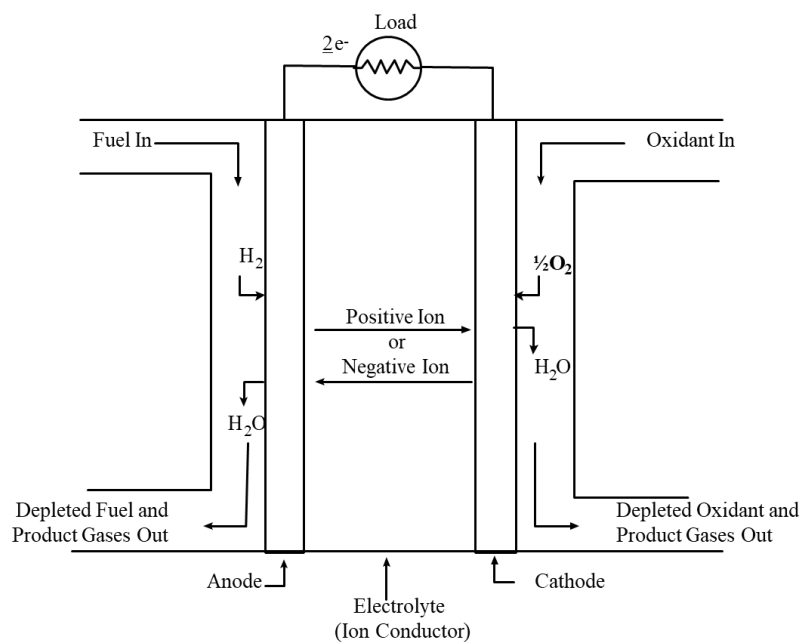 Load
2e-
Fuel In
Oxidant In
H₂
½O₂
Positive Ion
or
Negative Ion
H₂O
H₂O
Depleted Fuel and
Product Gases Out
Depleted Oxidant and
Product Gases Out
Anode
Cathode
Electrolyte
(Ion Conductor)